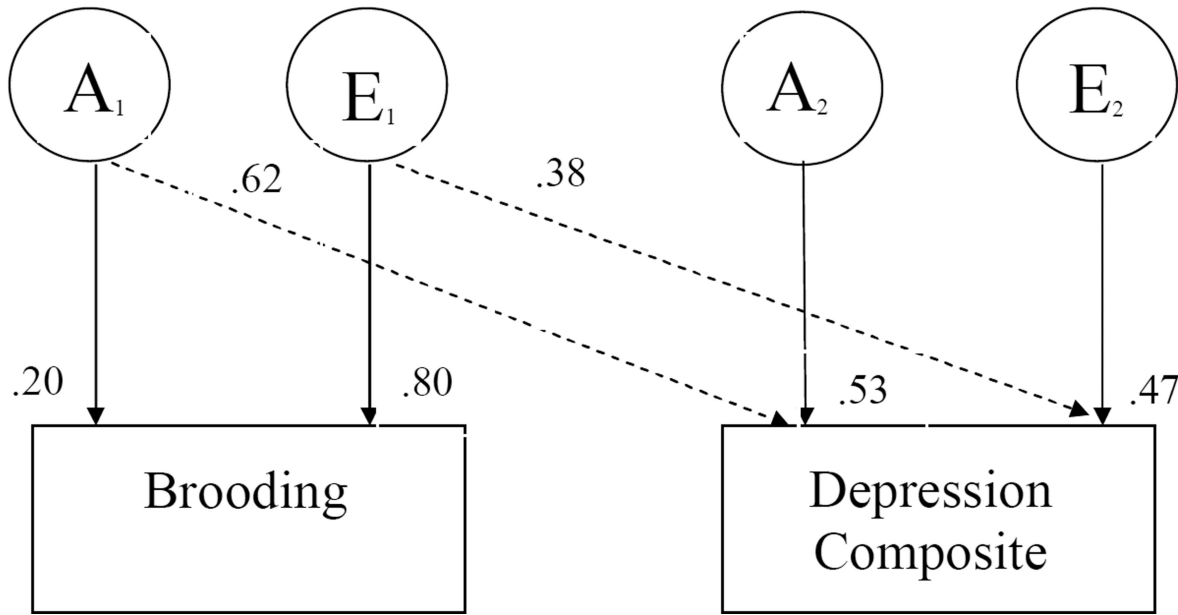 A₁
E₁
A₂
E₂
.62
.38
.20
.80
.53
.47
Brooding
Depression
Composite